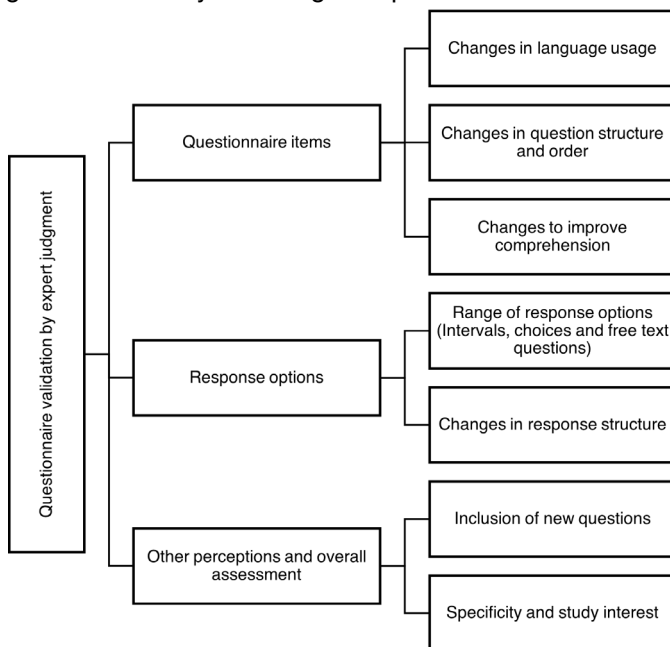 Changes in language usage
Questionnaire items
Changes in question structure
and order
Changes to improve
comprehension
Questionnaire validation by expert judgment
Range of response options
(Intervals, choices and free text
questions)
Response options
Changes in response structure
Inclusion of new questions
Other perceptions and overall
assessment
Specificity and study interest